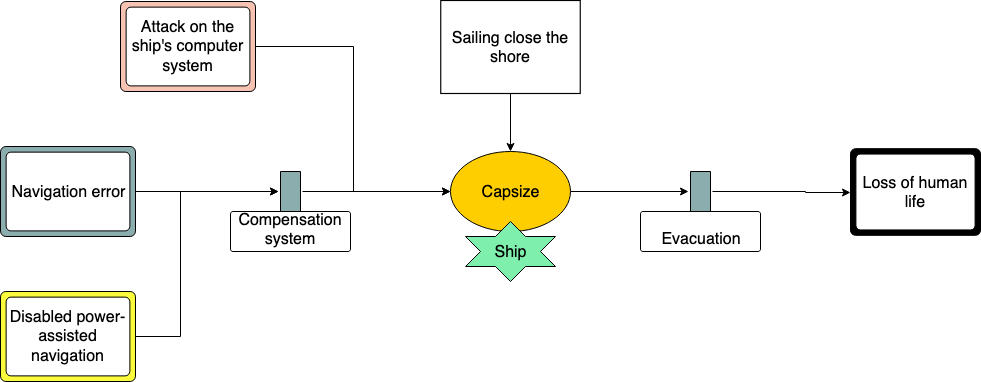 Attack on the
ship's computer
system
Sailing close the
shore
Navigation error
Compensation
system
Capsize
Ship
Evacuation
Loss of human
life
Disabled power-
assisted
navigation